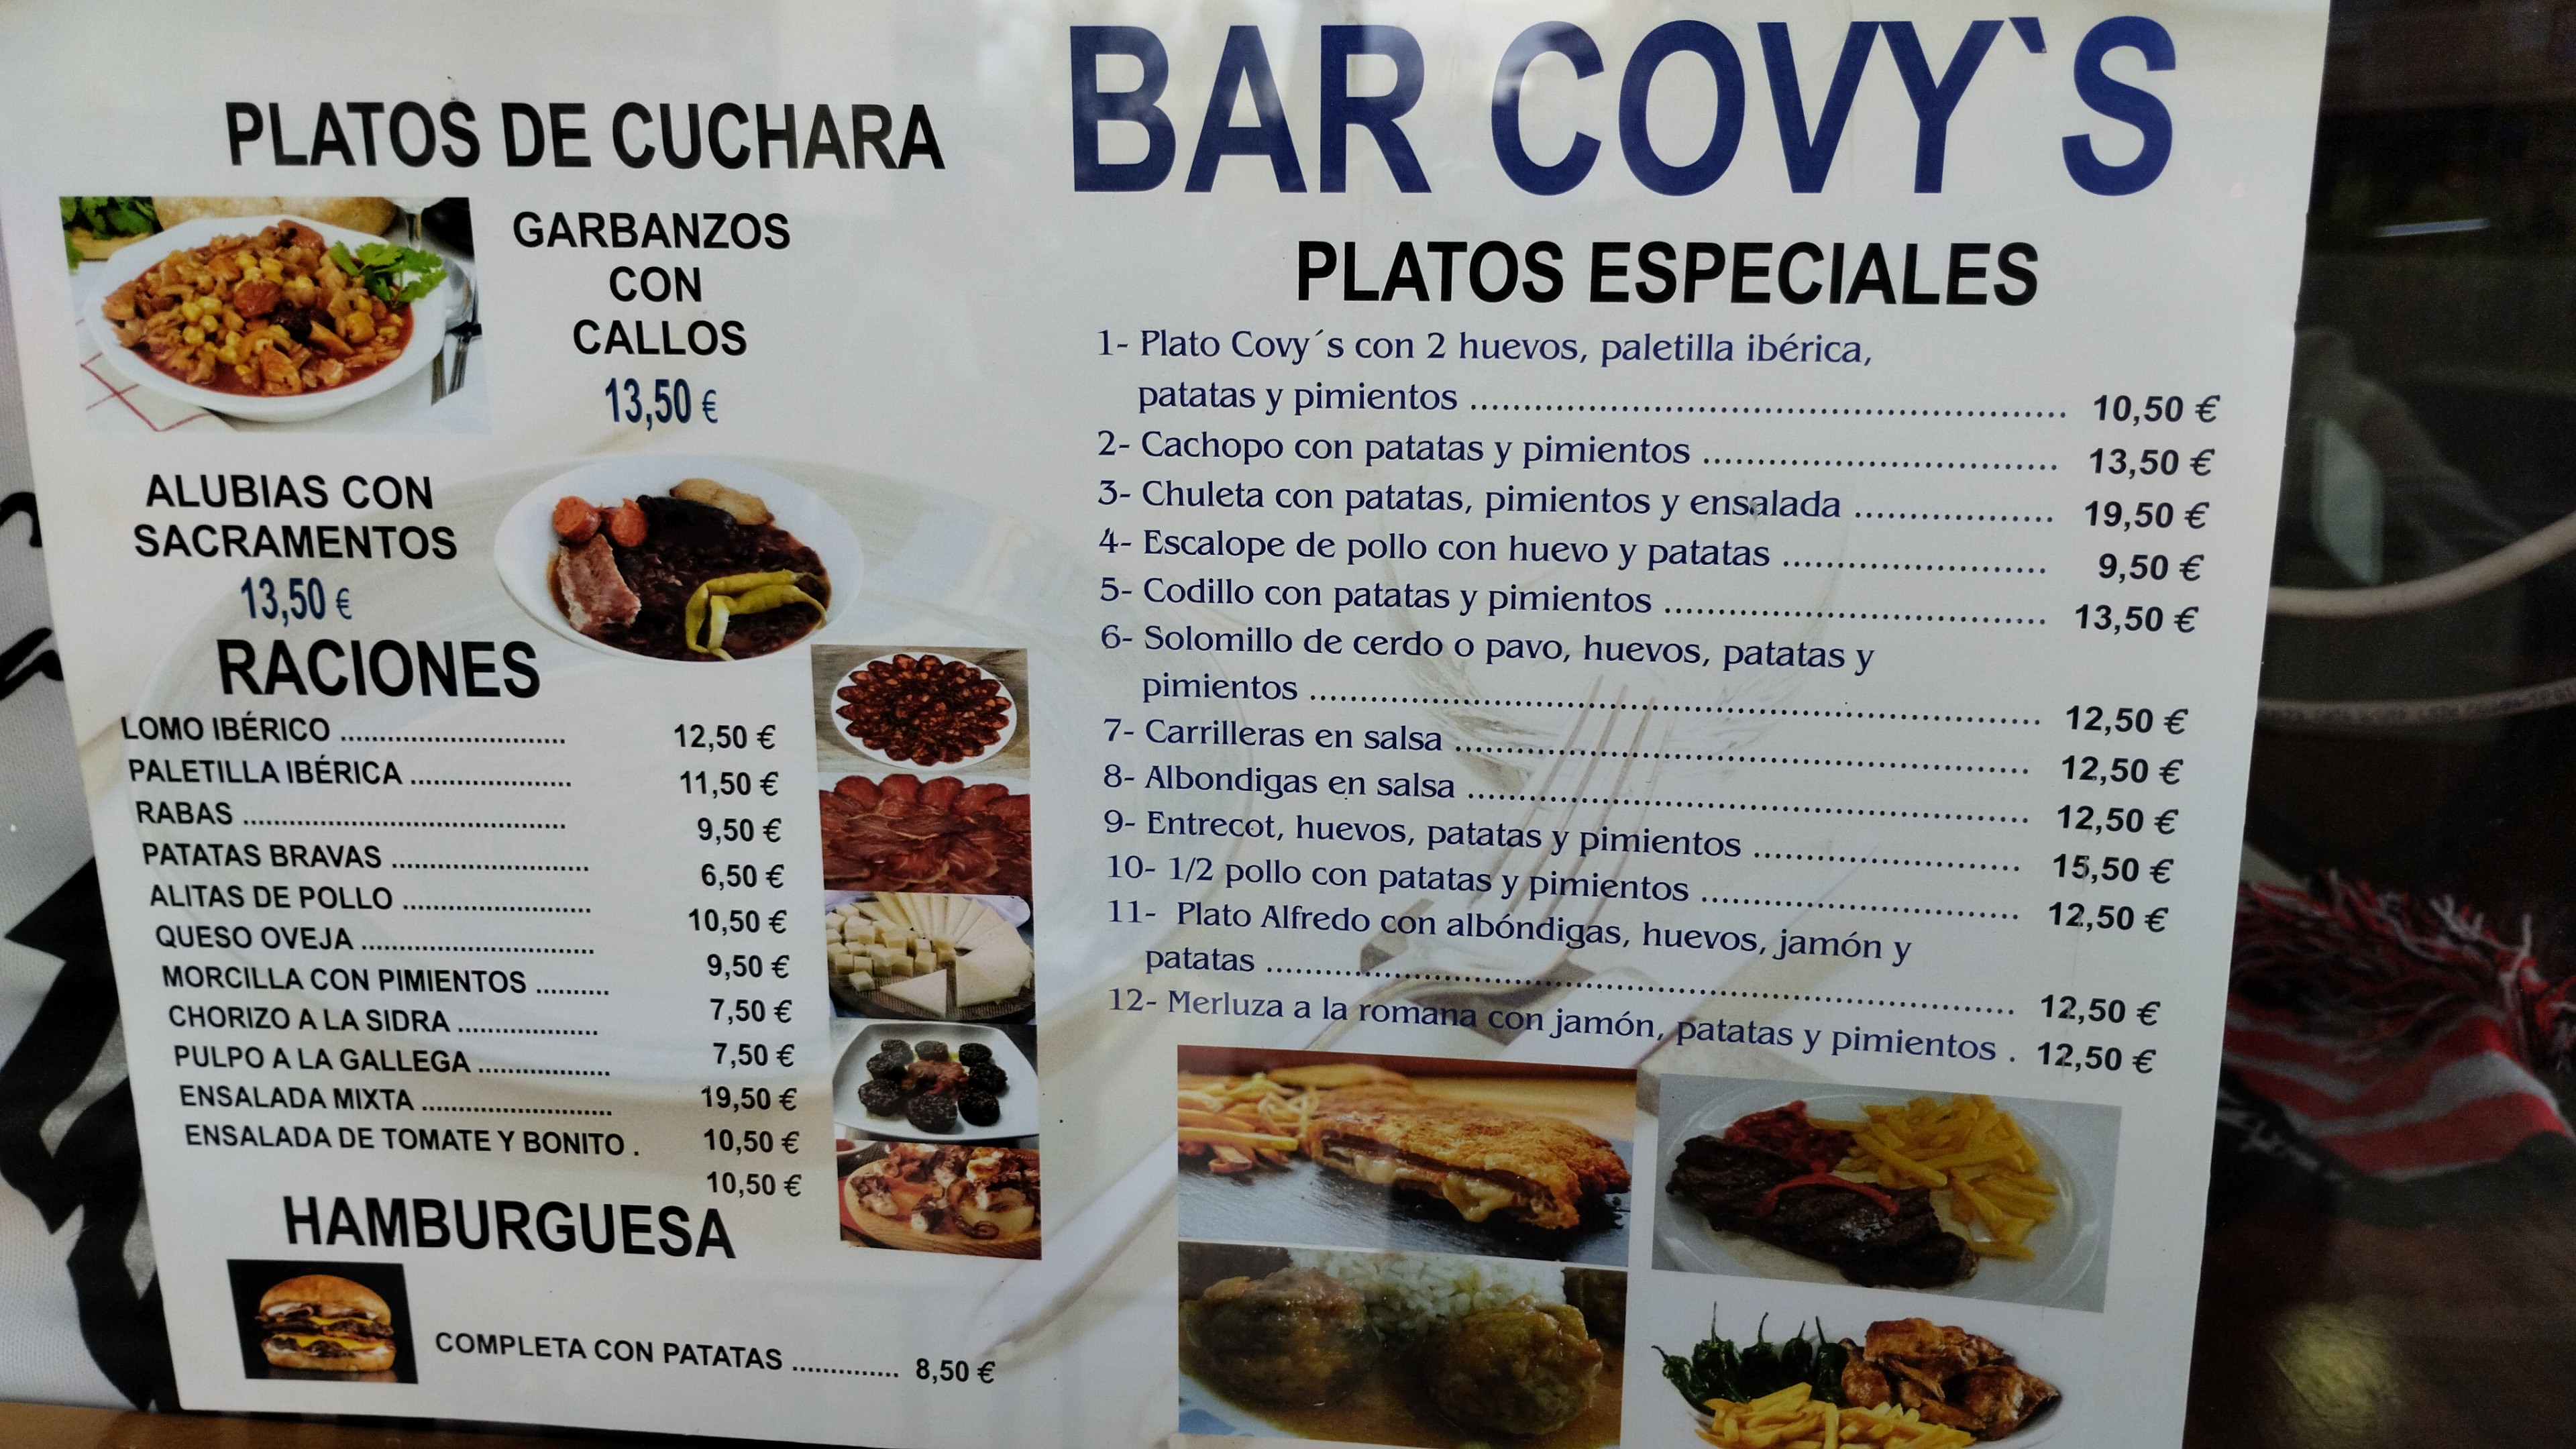 BAR COVY`S
PLATOS DE CUCHARA
GARBANZOS
CON
CALLOS
13,50 €
ALUBIAS CON
SACRAMENTOS
13,50 €
RACIONES
LOMO IBÉRICO ............................. 12,50 €
PALETILLA IBÉRICA ..................... 11,50 €
RABAS .......................................... 9,50 €
PATATAS BRAVAS .......................... 6,50 €
ALITAS DE POLLO ......................... 10,50 €
QUESO OVEJA ............................... 9,50 €
MORCILLA CON PIMIENTOS .......... 7,50 €
CHORIZO A LA SIDRA ................... 7,50 €
PULPO A LA GALLEGA .................. 19,50 €
ENSALADA MIXTA .......................... 10,50 €
ENSALADA DE TOMATE Y BONITO . 10,50 €
HAMBURGUESA
COMPLETA CON PATATAS .............. 8,50 €
PLATOS ESPECIALES
1- Plato Covy´s con 2 huevos, paletilla ibérica,
patatas y pimientos .......................................................... 10,50 €
2- Cachopo con patatas y pimientos ................................... 13,50 €
3- Chuleta con patatas, pimientos y ensalada .................... 19,50 €
4- Escalope de pollo con huevo y patatas .......................... 9,50 €
5- Codillo con patatas y pimientos ..................................... 13,50 €
6- Solomillo de cerdo o pavo, huevos, patatas y
pimientos ........................................................................ 12,50 €
7- Carrilleras en salsa ........................................................ 12,50 €
8- Albondigas en salsa ....................................................... 12,50 €
9- Entrecot, huevos, patatas y pimientos .......................... 15,50 €
10- 1/2 pollo con patatas y pimientos ............................... 12,50 €
11- Plato Alfredo con albóndigas, huevos, jamón y
patatas .......................................................................... 12,50 €
12- Merluza a la romana con jamón, patatas y pimientos . 12,50 €